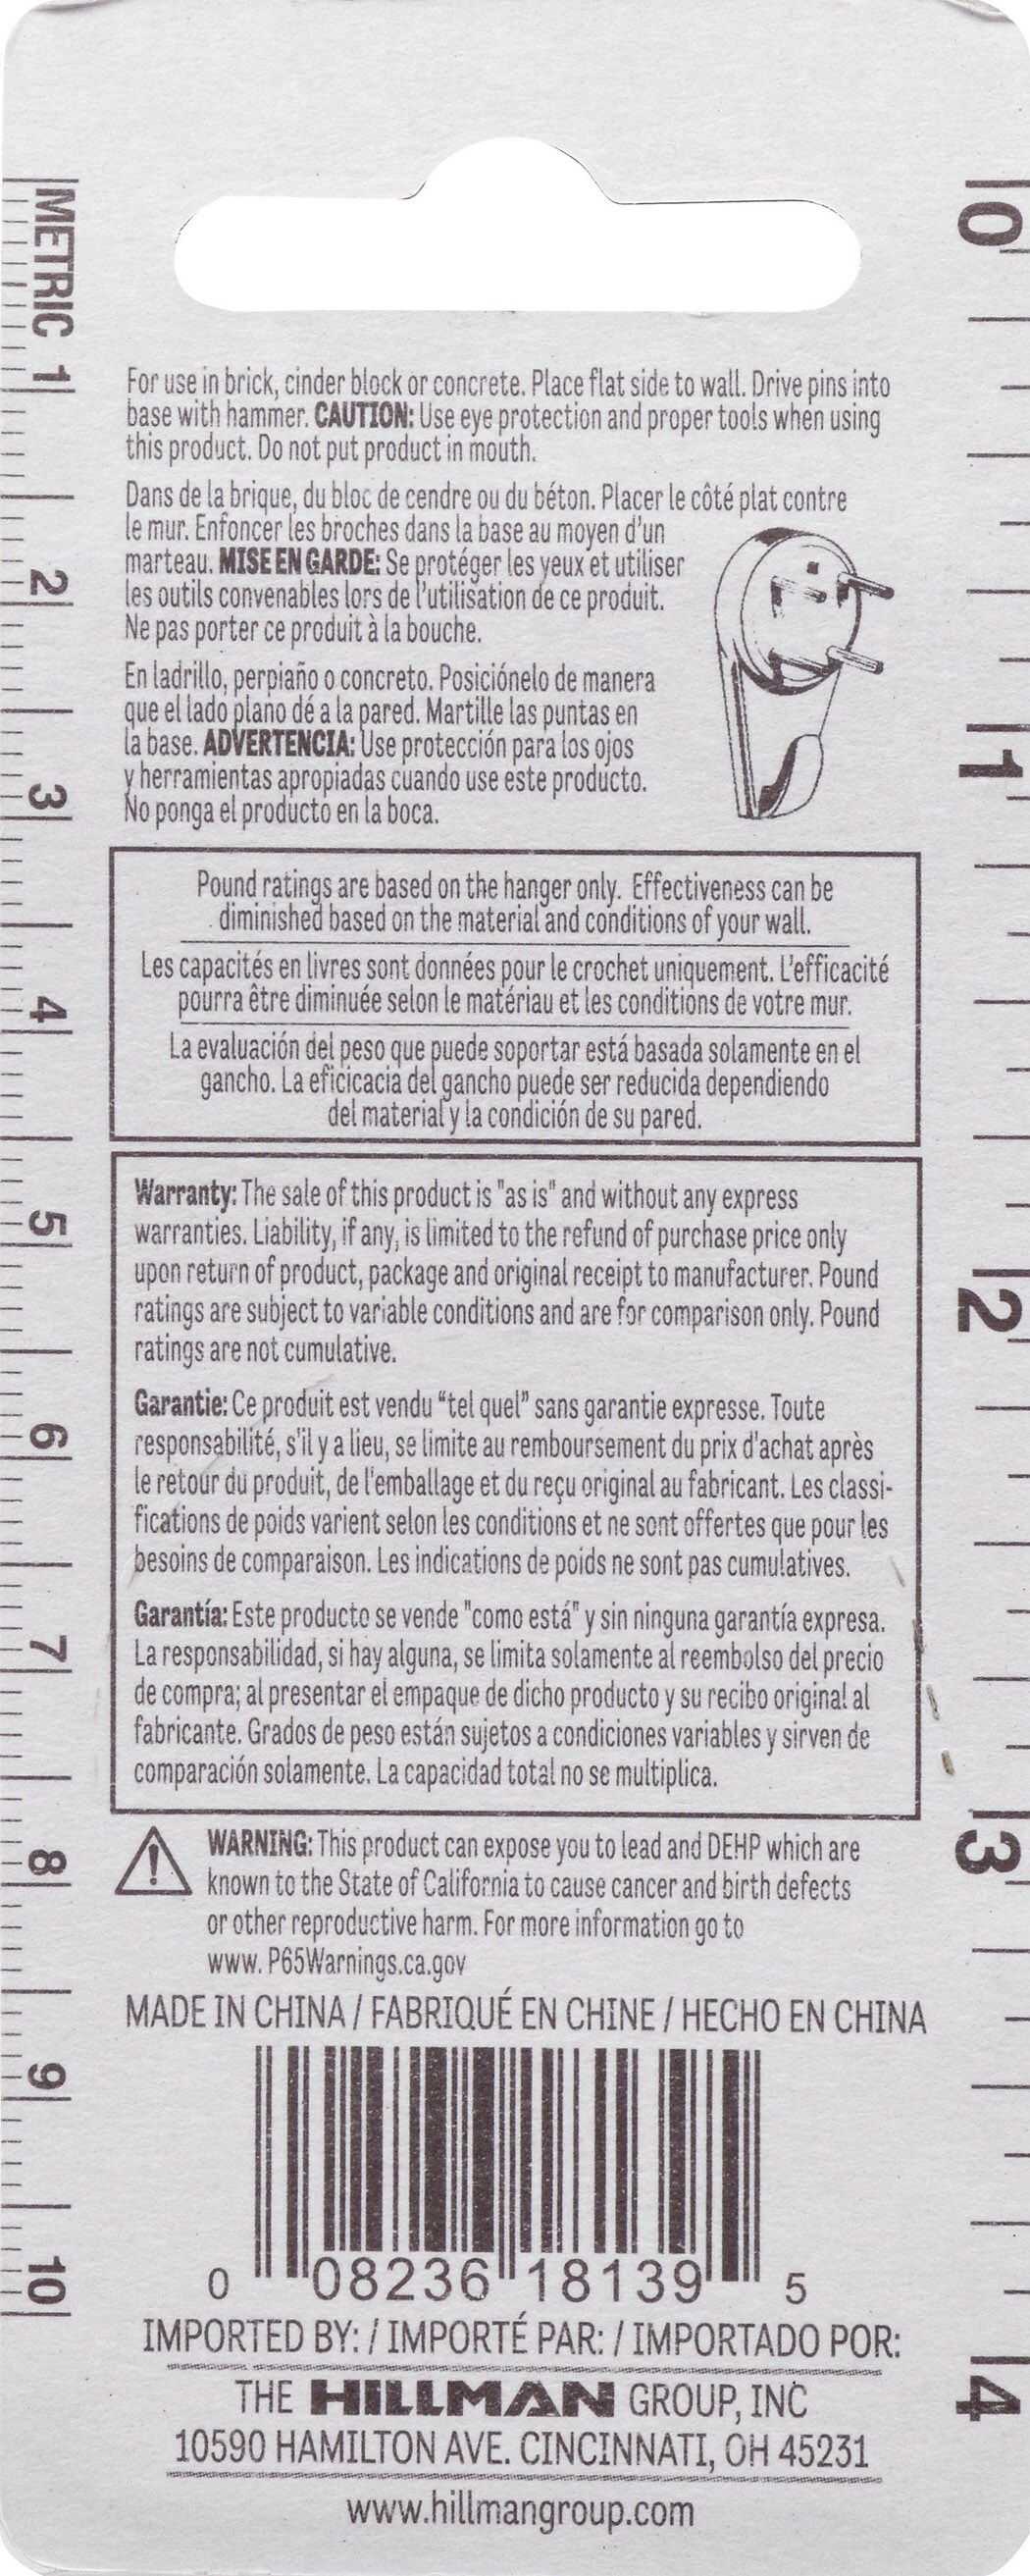 METRIC 1
2
3
4
5
6
7
8
9
10
0
1
2
3
4
For use in brick, cinder block or concrete. Place flat side to wall. Drive pins into
base with hammer. CAUTION: Use eye protection and proper tools when using
this product. Do not put product in mouth.
Dans de la brique, du bloc de cendre ou du béton. Placer le côté plat contre
le mur. Enfoncer les broches dans la base au moyen d'un
marteau. MISE EN GARDE: Se protéger les yeux et utiliser
les outils convenables lors de l'utilisation de ce produit.
Ne pas porter ce produit à la bouche.
En ladrillo, perpiaño o concreto. Posiciónelo de manera
que el lado plano dé a la pared. Martille las puntas en
la base. ADVERTENCIA: Use protección para los ojos
y herramientas apropiadas cuando use este producto.
No ponga el producto en la boca.
Pound ratings are based on the hanger only. Effectiveness can be
diminished based on the material and conditions of your wall.
Les capacités en livres sont données pour le crochet uniquement. L'efficacité
pourra être diminuée selon le matériau et les conditions de votre mur.
La evaluación del peso que puede soportar está basada solamente en el
gancho. La eficicacia del gancho puede ser reducida dependiendo
del material y la condición de su pared.
Warranty: The sale of this product is "as is" and without any express
warranties. Liability, if any, is limited to the refund of purchase price only
upon return of product, package and original receipt to manufacturer. Pound
ratings are subject to variable conditions and are for comparison only. Pound
ratings are not cumulative.
Garantie: Ce produit est vendu “tel quel” sans garantie expresse. Toute
responsabilité, s'il y a lieu, se limite au remboursement du prix d'achat après
le retour du produit, de l'emballage et du reçu original au fabricant. Les classi-
fications de poids varient selon les conditions et ne sont offertes que pour les
besoins de comparaison. Les indications de poids ne sont pas cumulatives.
Garantía: Este producto se vende "como está" y sin ninguna garantía expresa.
La responsabilidad, si hay alguna, se limita solamente al reembolso del precio
de compra; al presentar el empaque de dicho producto y su recibo original al
fabricante. Grados de peso están sujetos a condiciones variables y sirven de
comparación solamente. La capacidad total no se multiplica.
WARNING: This product can expose you to lead and DEHP which are
known to the State of California to cause cancer and birth defects
or other reproductive harm. For more information go to
www. P65Warnings.ca.gov
MADE IN CHINA / FABRIQUÉ EN CHINE / HECHO EN CHINA
0 08236 18139 5
IMPORTED BY: / IMPORTÉ PAR: / IMPORTADO POR:
THE HILLMAN GROUP, INC
10590 HAMILTON AVE. CINCINNATI, OH 45231
www.hillmangroup.com